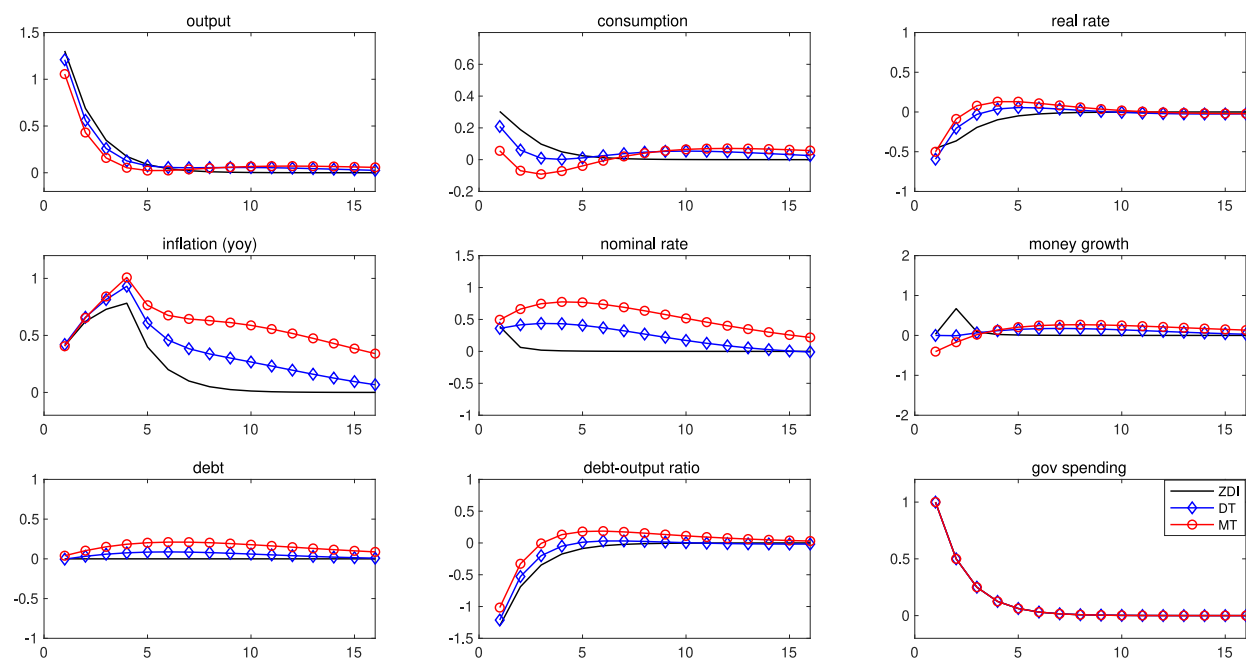 output
1.5
1
0.5
0
0 5 10 15
consumption
0.6
0.4
0.2
0
-0.2
0 5 10 15
real rate
1
0.5
0
-0.5
-1
0 5 10 15
inflation (yoy)
1
0.5
0
0 5 10 15
nominal rate
1
0.5
0
-0.5
-1
0 5 10 15
money growth
2
1
0
-1
-2
0 5 10 15
debt
1
0.5
0
-0.5
-1
0 5 10 15
debt-output ratio
1
0.5
0
-0.5
-1
-1.5
0 5 10 15
gov spending
1
0.5
0
0 5 10 15
ZDI
DT
MT